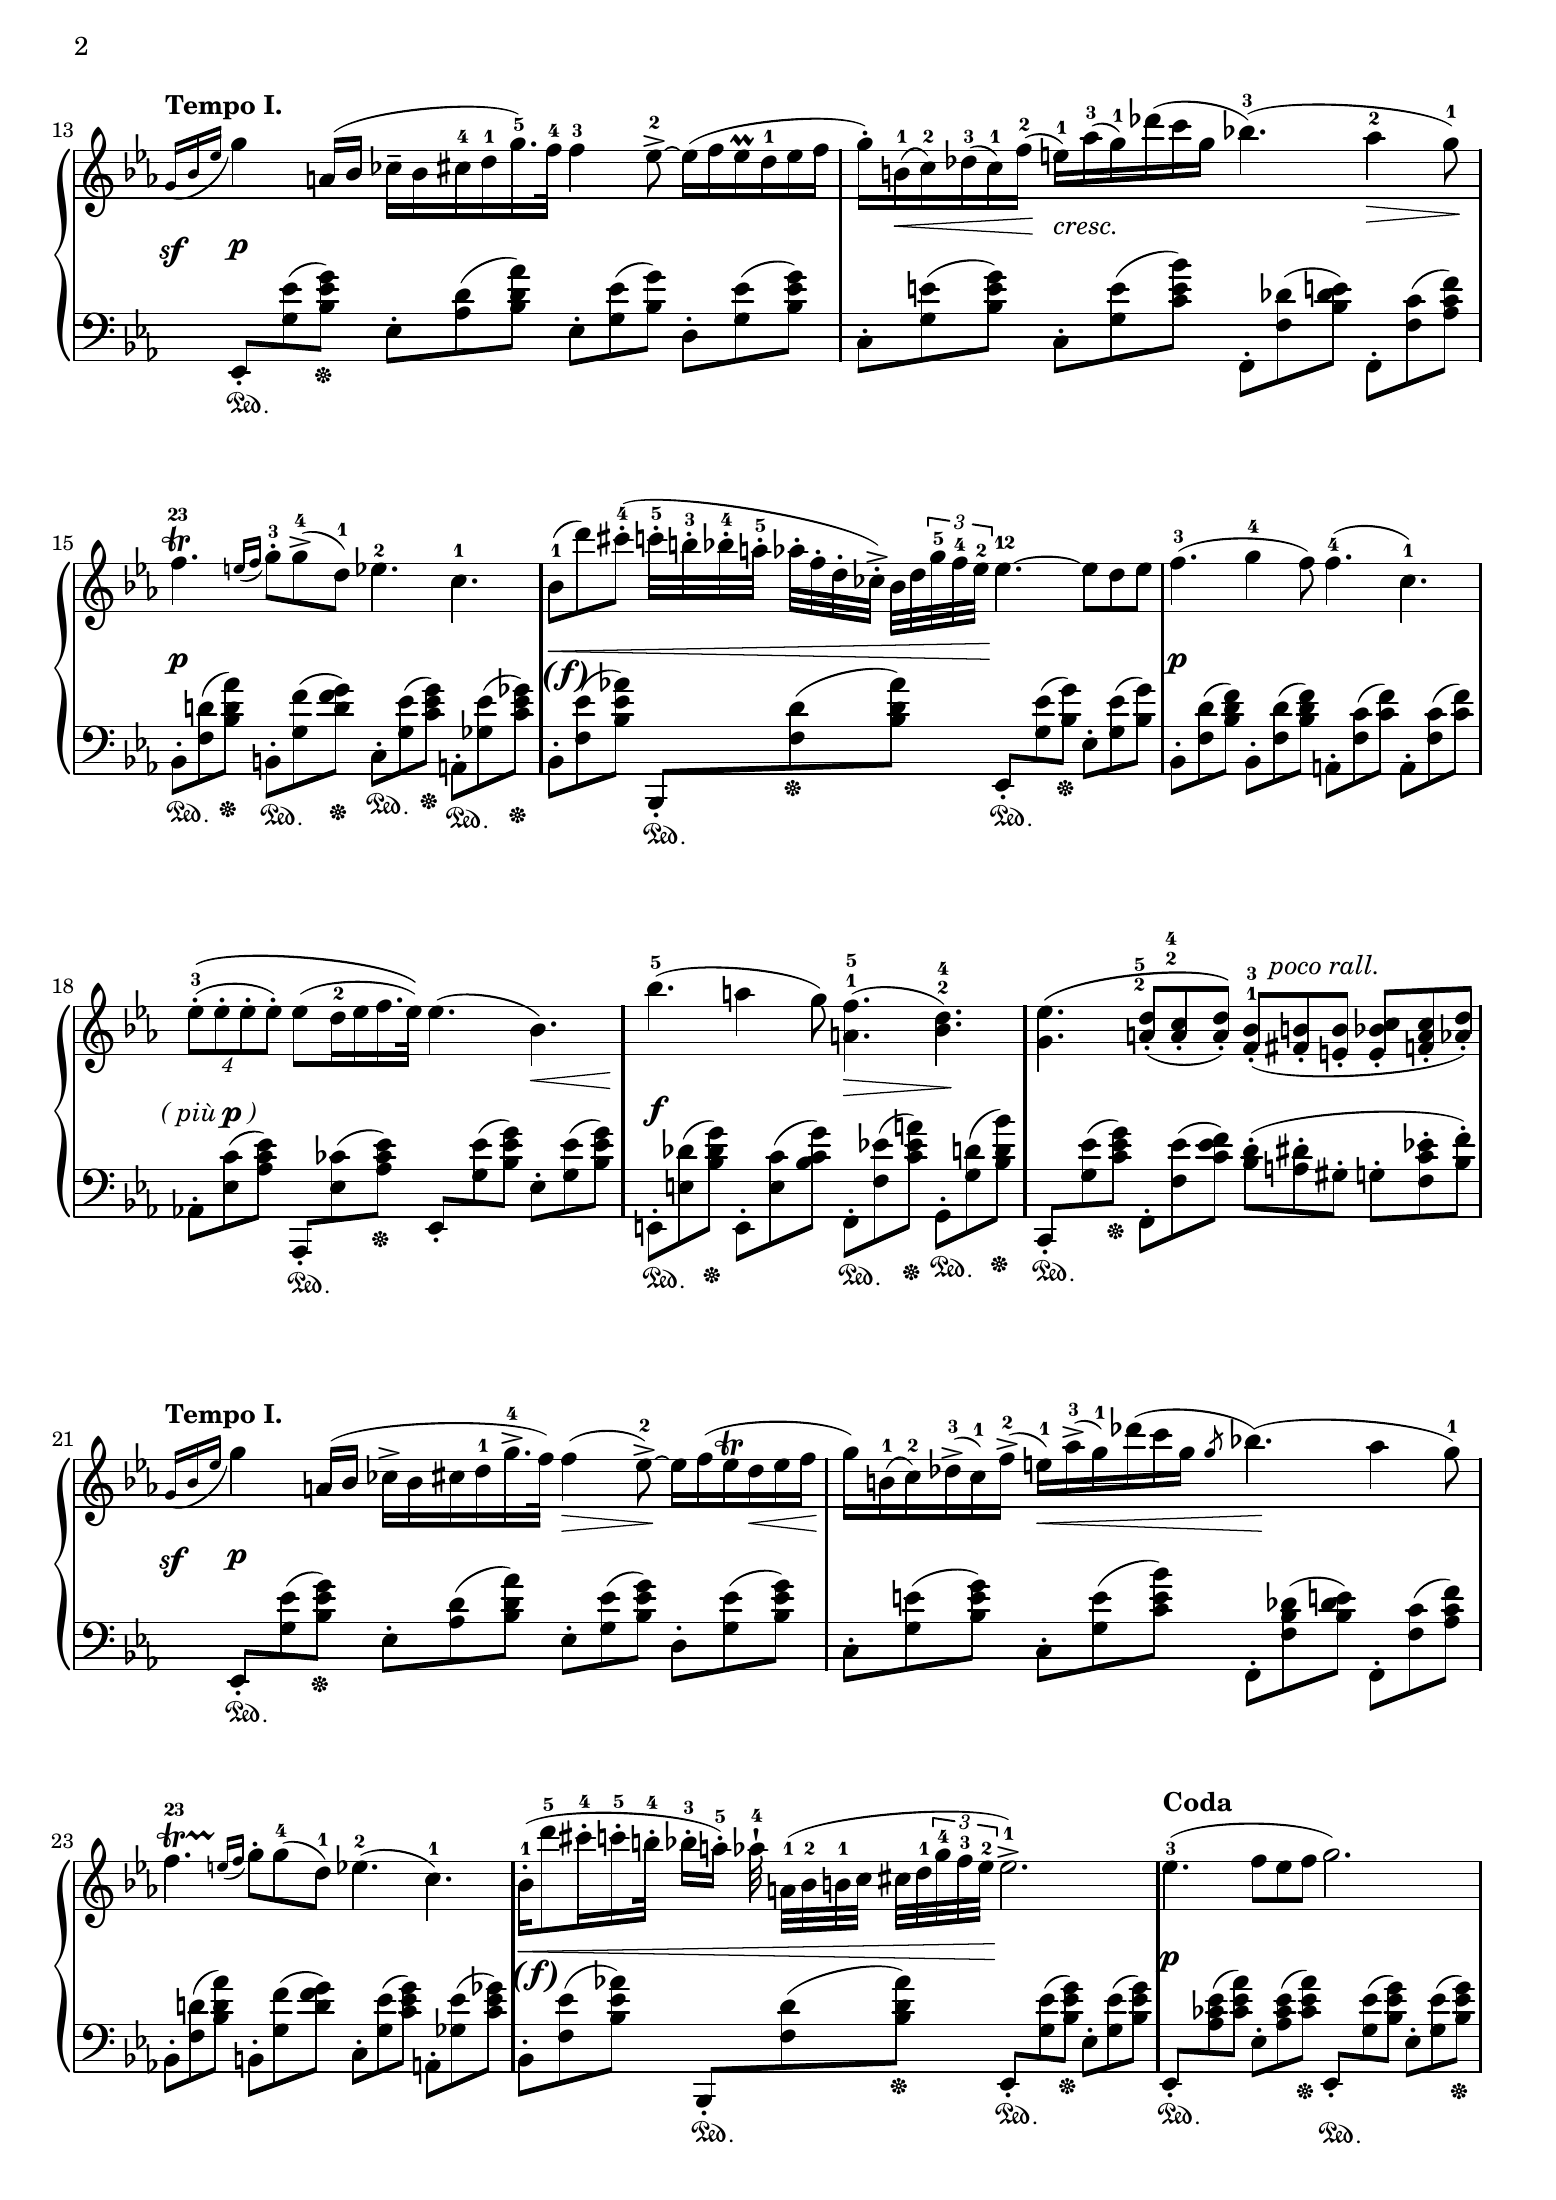 2
Tempo I.
13
sf p cresc.
15
p (f) p
18
poco rall.
( più p ) f
Tempo I.
21
sf p
Coda
23
(f) p